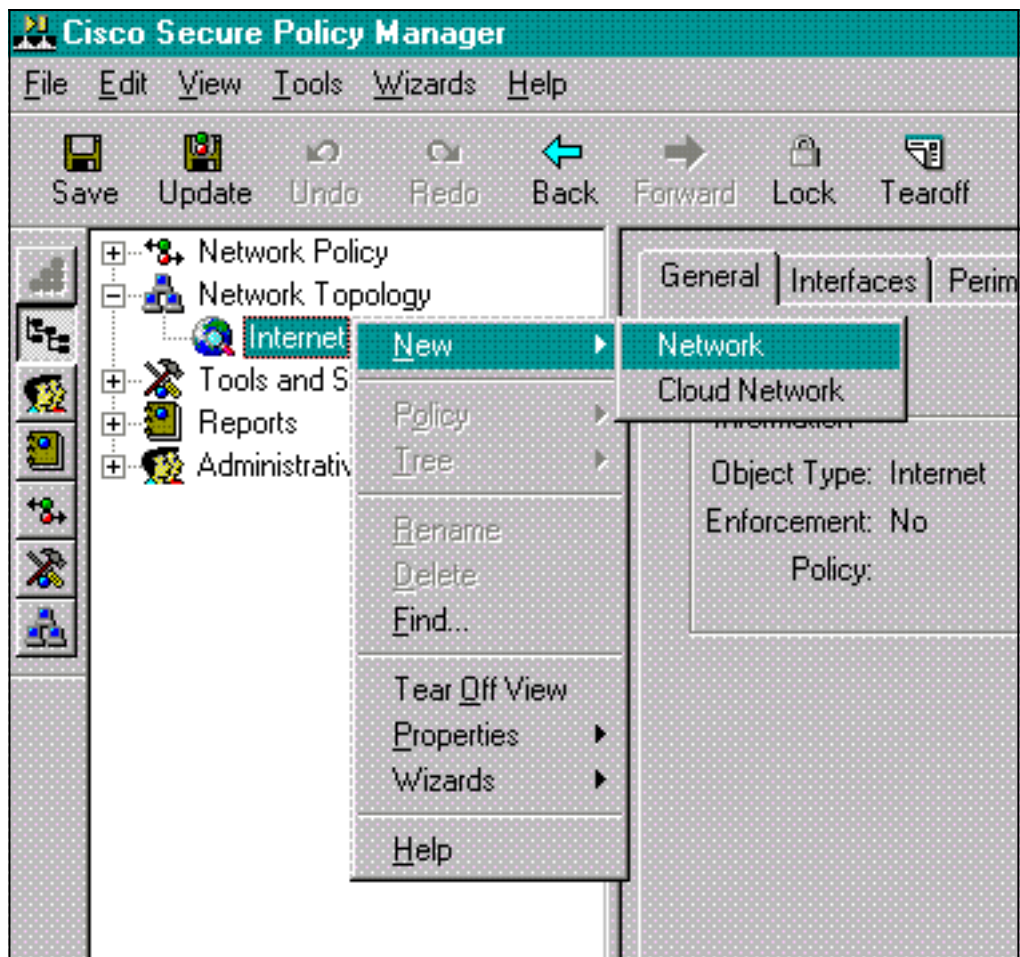 Cisco Secure Policy Manager
File Edit View Tools Wizards Help
Save Update Undo Redo Back Forward Lock Tearoff
Network Policy
Network Topology
Internet
Tools and S
Reports
Administrativ
New
Policy
Tree
Rename
Delete
Find...
Tear Off View
Properties
Wizards
Help
Network
Cloud Network
General Interfaces Perim
Information
Object Type: Internet
Enforcement: No
Policy: